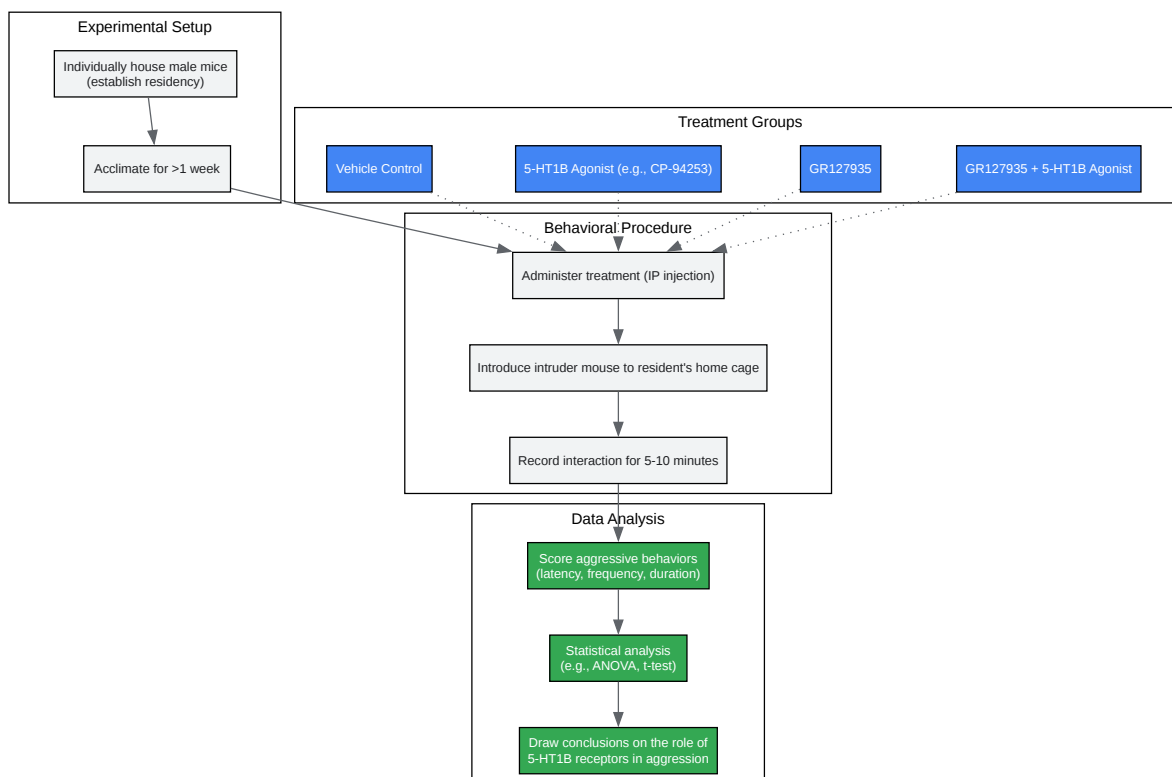 Experimental Setup
Individually house male mice
(establish residency)
Acclimate for >1 week
Treatment Groups
Vehicle Control
5-HT1B Agonist (e.g., CP-94253)
GR127935
GR127935 + 5-HT1B Agonist
Behavioral Procedure
Administer treatment (IP injection)
Introduce intruder mouse to resident's home cage
Record interaction for 5-10 minutes
Data Analysis
Score aggressive behaviors
(latency, frequency, duration)
Statistical analysis
(e.g., ANOVA, t-test)
Draw conclusions on the role of
5-HT1B receptors in aggression